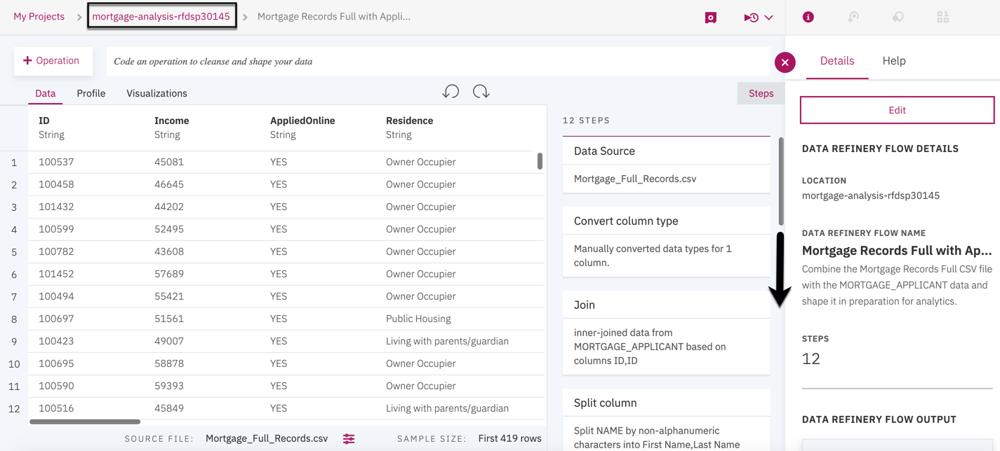 My Projects > mortgage-analysis-rfdsp30145 > Mortgage Records Full with Appli...
+ Operation
Code an operation to cleanse and shape your data
Data Profile Visualizations
Steps
ID Income AppliedOnline Residence
String String String String
1 100537 45081 YES Owner Occupier
2 100458 46645 YES Owner Occupier
3 101432 44202 YES Owner Occupier
4 100599 52495 YES Owner Occupier
5 100782 43608 YES Owner Occupier
6 101452 57689 YES Owner Occupier
7 100494 55421 YES Owner Occupier
8 100697 51561 YES Public Housing
9 100423 49007 YES Living with parents/guardian
10 100695 58878 YES Owner Occupier
11 100590 59393 YES Owner Occupier
12 100516 45849 YES Living with parents/guardian
SOURCE FILE: Mortgage_Full_Records.csv SAMPLE SIZE: First 419 rows
12 STEPS
Data Source
Mortgage_Full_Records.csv
Convert column type
Manually converted data types for 1
column.
Join
inner-joined data from
MORTGAGE_APPLICANT based on
columns ID,ID
Split column
Split NAME by non-alphanumeric
characters into First Name,Last Name
Details Help
Edit
DATA REFINERY FLOW DETAILS
LOCATION
mortgage-analysis-rfdsp30145
DATA REFINERY FLOW NAME
Mortgage Records Full with Ap...
Combine the Mortgage Records Full CSV file
with the MORTGAGE_APPLICANT data and
shape it in preparation for analytics.
STEPS
12
DATA REFINERY FLOW OUTPUT